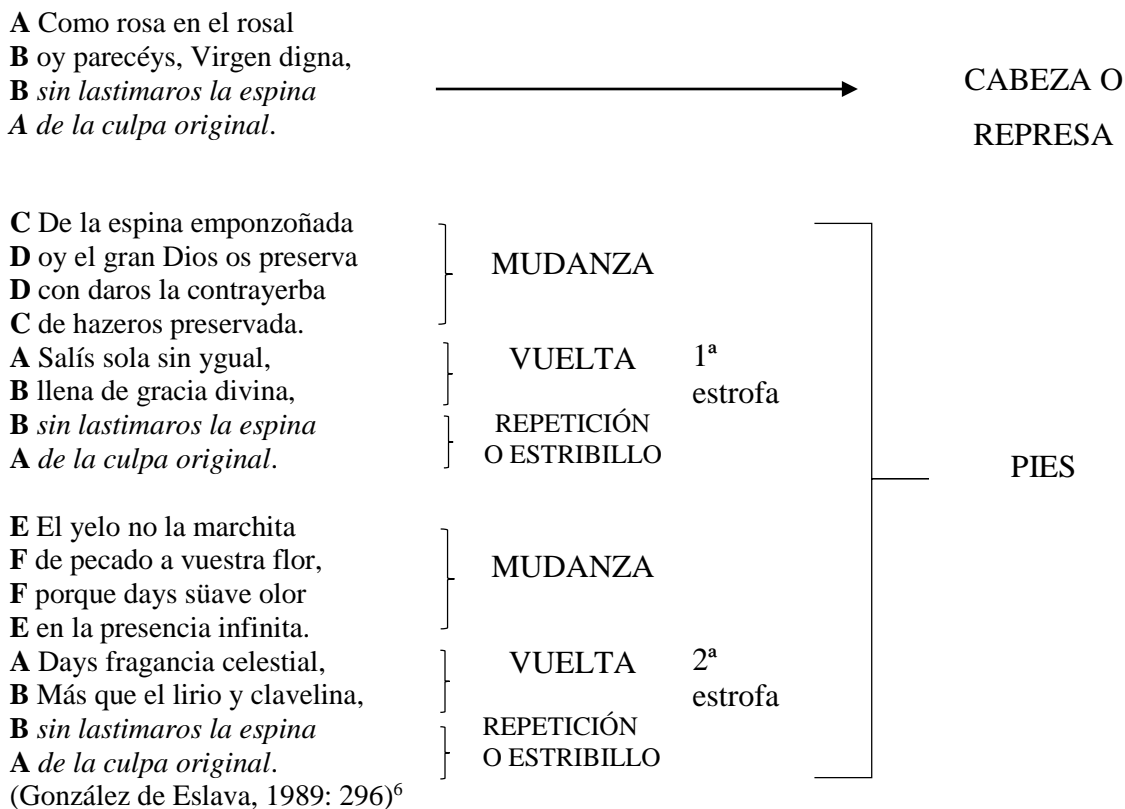 A Como rosa en el rosal
B oy parecéys, Virgen digna,
B sin lastimaros la espina
A de la culpa original.
CABEZA O
REPRESA
C De la espina emponzoñada
D oy el gran Dios os preserva
D con daros la contrayerba
C de hazeros preservada.
MUDANZA
A Salís sola sin ygual,
B llena de gracia divina,
VUELTA 1ª
estrofa
B sin lastimaros la espina
A de la culpa original.
REPETICIÓN
O ESTRIBILLO
PIES
E El yelo no la marchita
F de pecado a vuestra flor,
F porque days süave olor
E en la presencia infinita.
MUDANZA
A Days fragancia celestial,
B Más que el lirio y clavelina,
VUELTA 2ª
estrofa
B sin lastimaros la espina
A de la culpa original.
REPETICIÓN
O ESTRIBILLO
(González de Eslava, 1989: 296)⁶